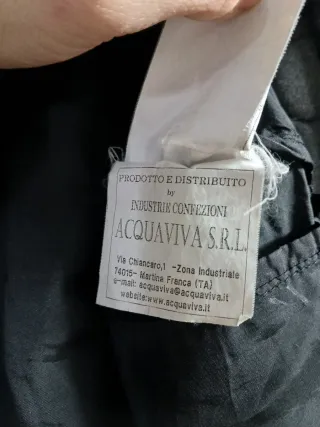 PRODOTTO E DISTRIBUITO
by
INDUSTRIE CONFEZIONI
ACQUAVIVA S.R.L.
Via Chiancaro,1 -Zona Industriale
74015- Martina Franca (TA)
e-mail: acquaviva@acquaviva.it
website:www.acquaviva.it